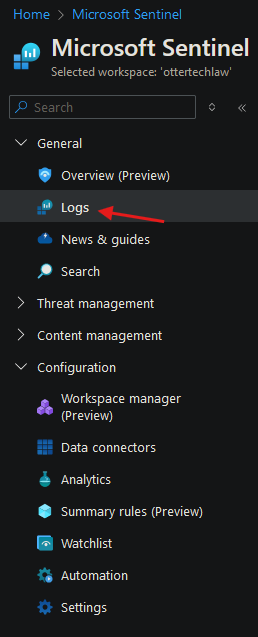 Home > Microsoft Sentinel
Microsoft Sentinel
Selected workspace: 'ottertechlaw'
Search
General
Overview (Preview)
Logs
News & guides
Search
Threat management
Content management
Configuration
Workspace manager
(Preview)
Data connectors
Analytics
Summary rules (Preview)
Watchlist
Automation
Settings